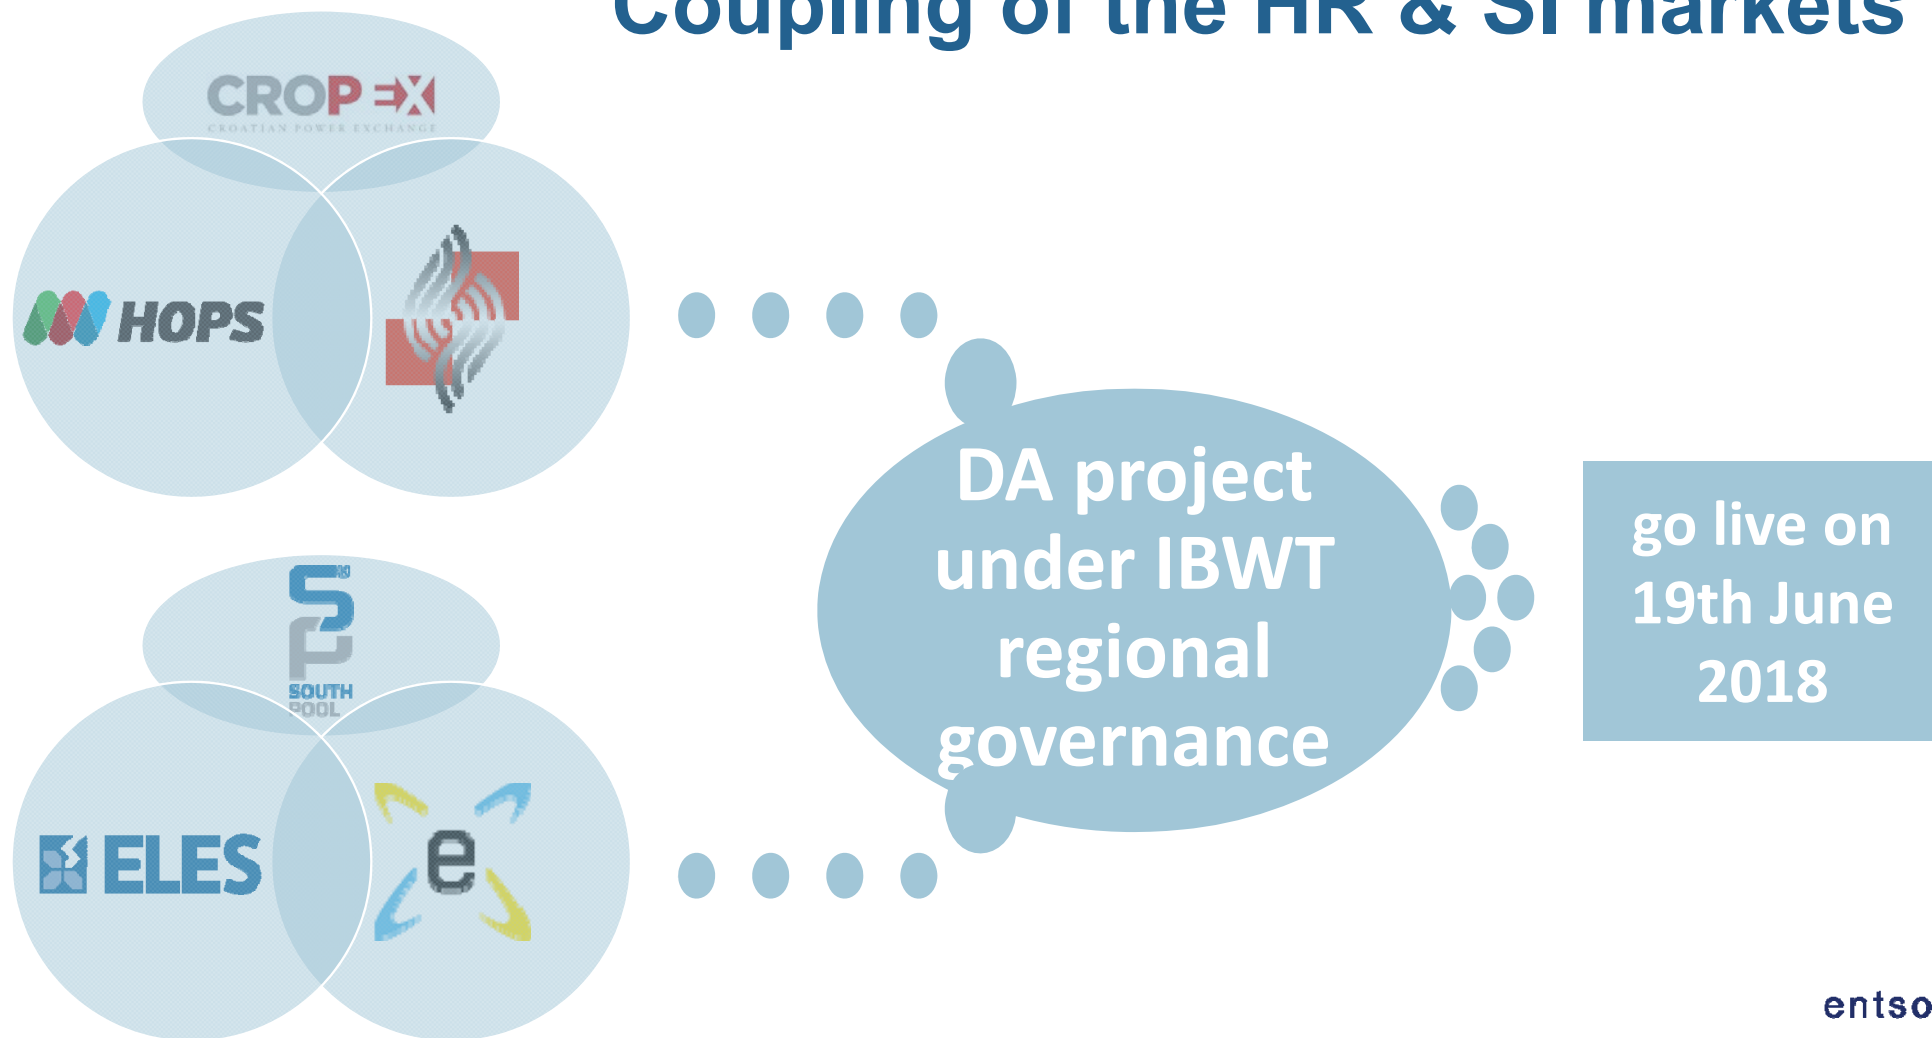 Coupling of the HR & SI markets
CROPEX
CROATIAN POWER EXCHANGE
HOPS
SP
SOUTH
POOL
ELES
e
DA project
under IBWT
regional
governance
go live on
19th June
2018
entso